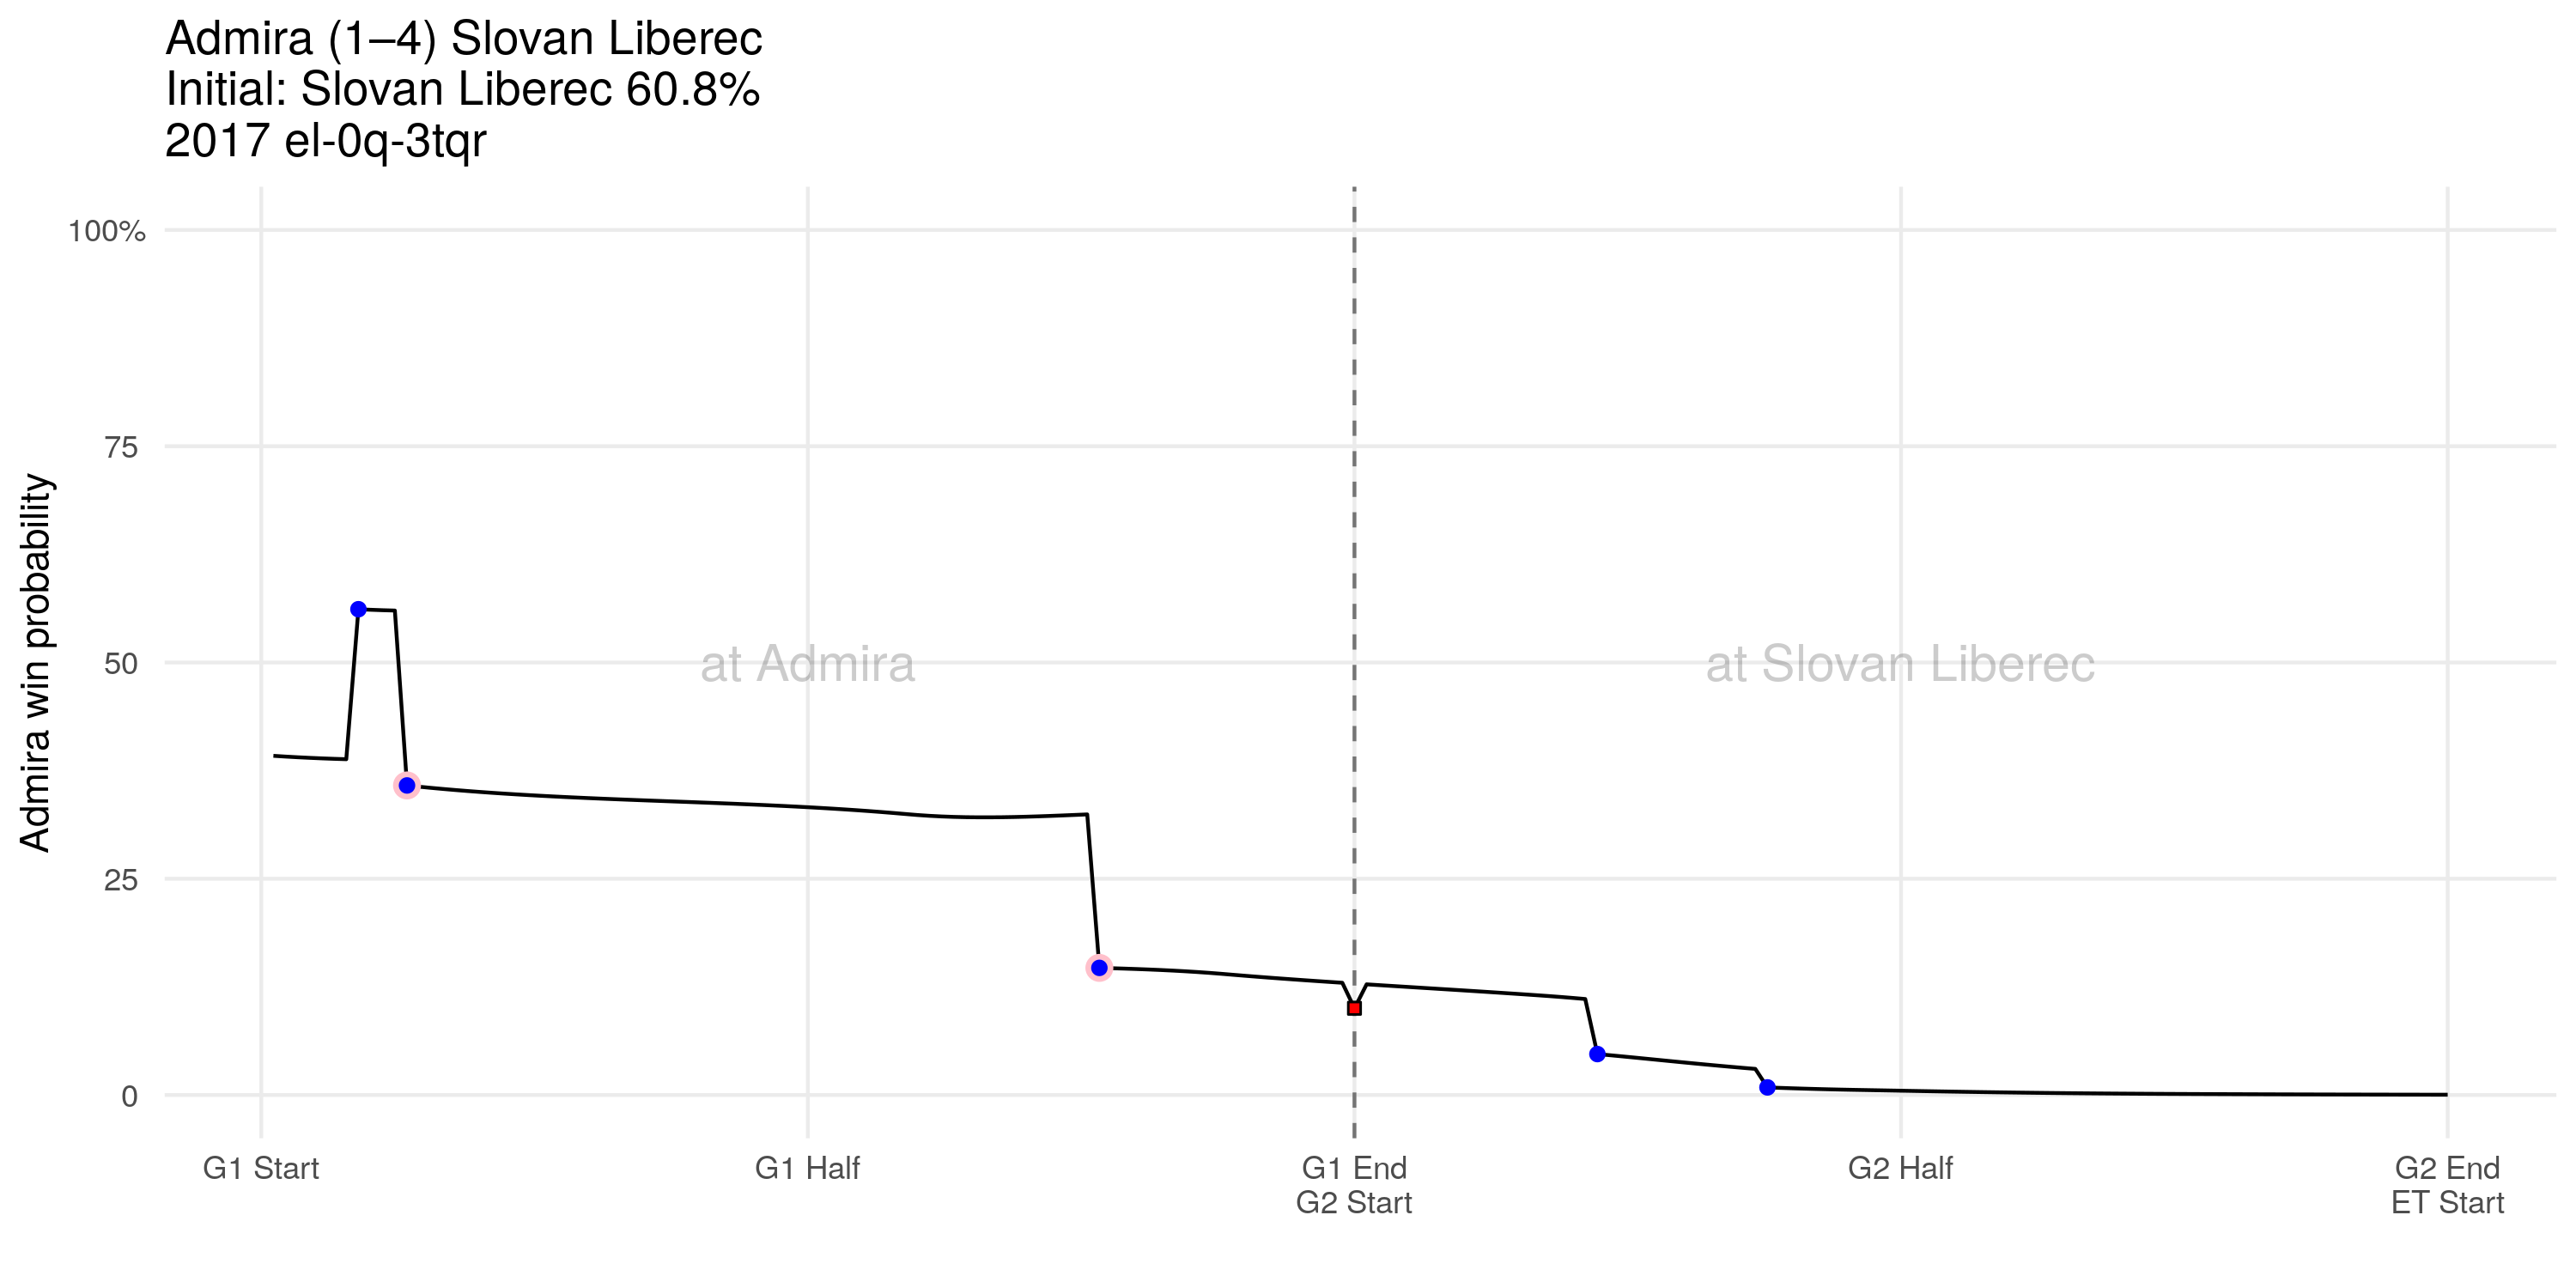 Admira (1–4) Slovan Liberec
Initial: Slovan Liberec 60.8%
2017 el-0q-3tqr
Admira win probability
100%
75
50
25
0
at Admira
at Slovan Liberec
G1 Start
G1 Half
G1 End
G2 Start
G2 Half
G2 End
ET Start